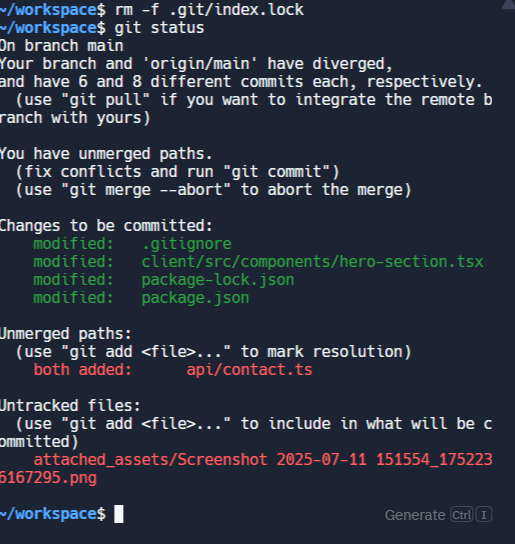 ~/workspace$ rm -f .git/index.lock
~/workspace$ git status
On branch main
Your branch and 'origin/main' have diverged,
and have 6 and 8 different commits each, respectively.
  (use "git pull" if you want to integrate the remote b
ranch with yours)

You have unmerged paths.
  (fix conflicts and run "git commit")
  (use "git merge --abort" to abort the merge)

Changes to be committed:
    modified:   .gitignore
    modified:   client/src/components/hero-section.tsx
    modified:   package-lock.json
    modified:   package.json

Unmerged paths:
  (use "git add <file>..." to mark resolution)
    both added:      api/contact.ts

Untracked files:
  (use "git add <file>..." to include in what will be c
ommitted)
    attached_assets/Screenshot 2025-07-11 151554_175223
6167295.png

~/workspace$
Generate Ctrl I